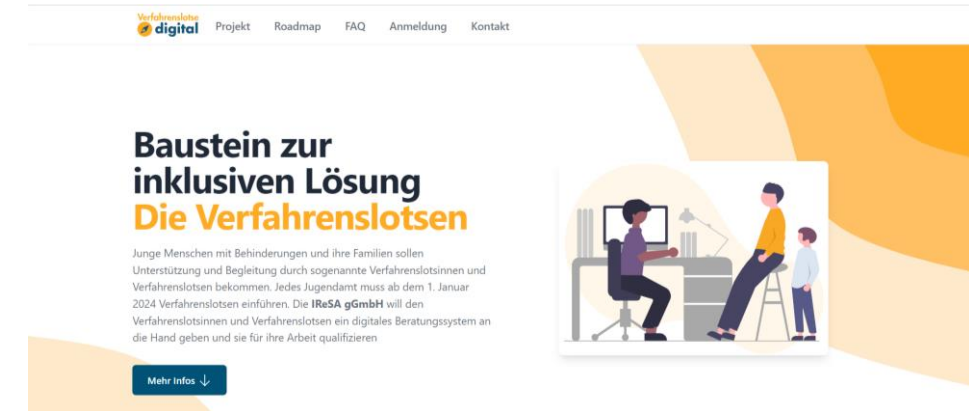 Verfahrenslotse
digital
Projekt Roadmap FAQ Anmeldung Kontakt
Baustein zur
inklusiven Lösung
Die Verfahrenslotsen
Junge Menschen mit Behinderungen und ihre Familien sollen
Unterstützung und Begleitung durch sogenannte Verfahrenslotsinnen und
Verfahrenslotsen bekommen. Jedes Jugendamt muss ab dem 1. Januar
2024 Verfahrenslotsen einführen. Die IReSA gGmbH will den
Verfahrenslotsinnen und Verfahrenslotsen ein digitales Beratungssystem an
die Hand geben und sie für ihre Arbeit qualifizieren
Mehr Infos ↓